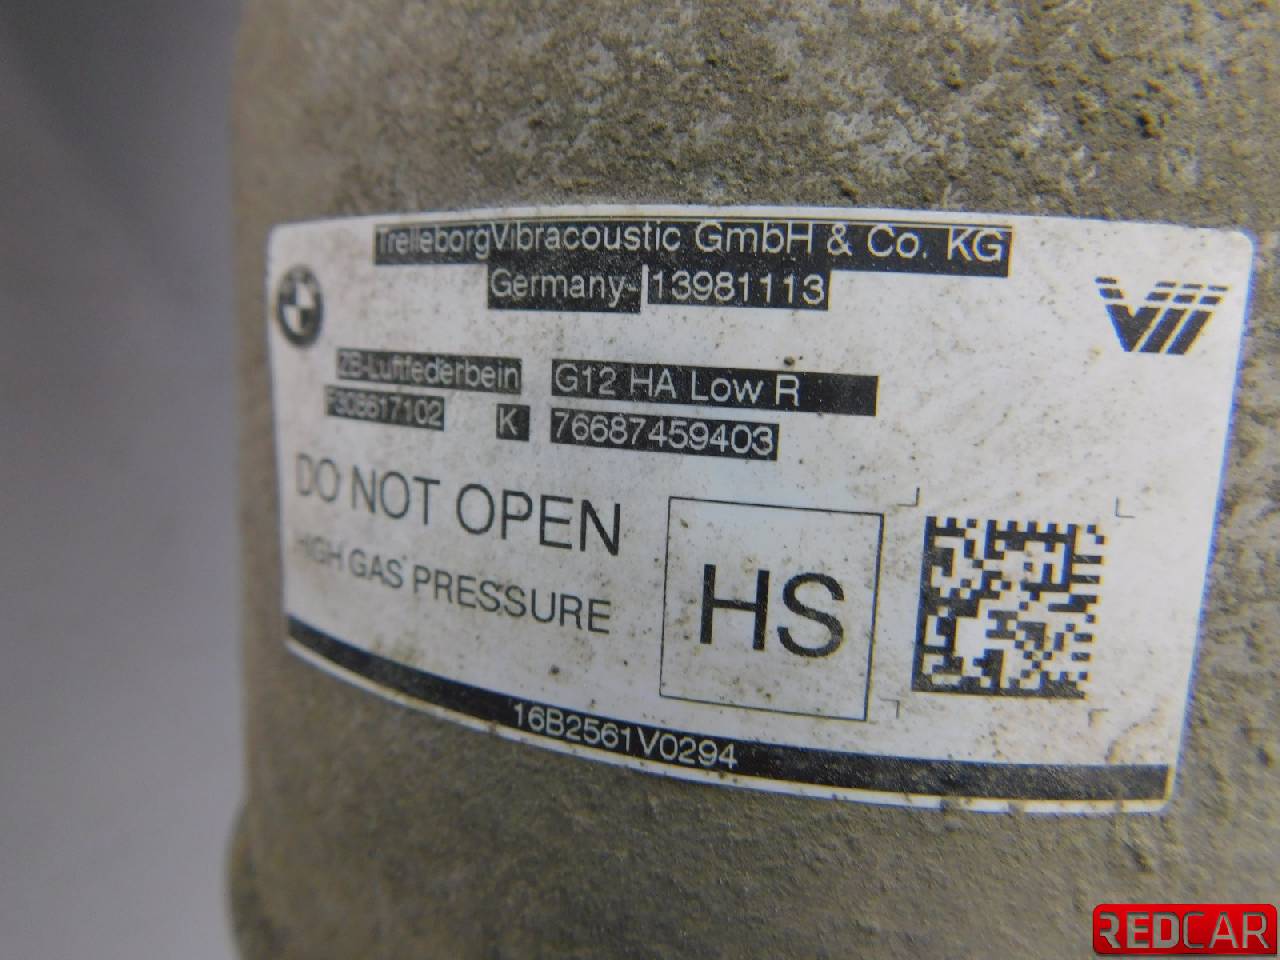 TrelleborgVibracoustic GmbH & Co. KG
Germany-13981113
ZB-Luftfederbein G12 HA Low R
P308617102 K 76687459403
DO NOT OPEN
HIGH GAS PRESSURE
HS
16B2561V0294
REDCAR